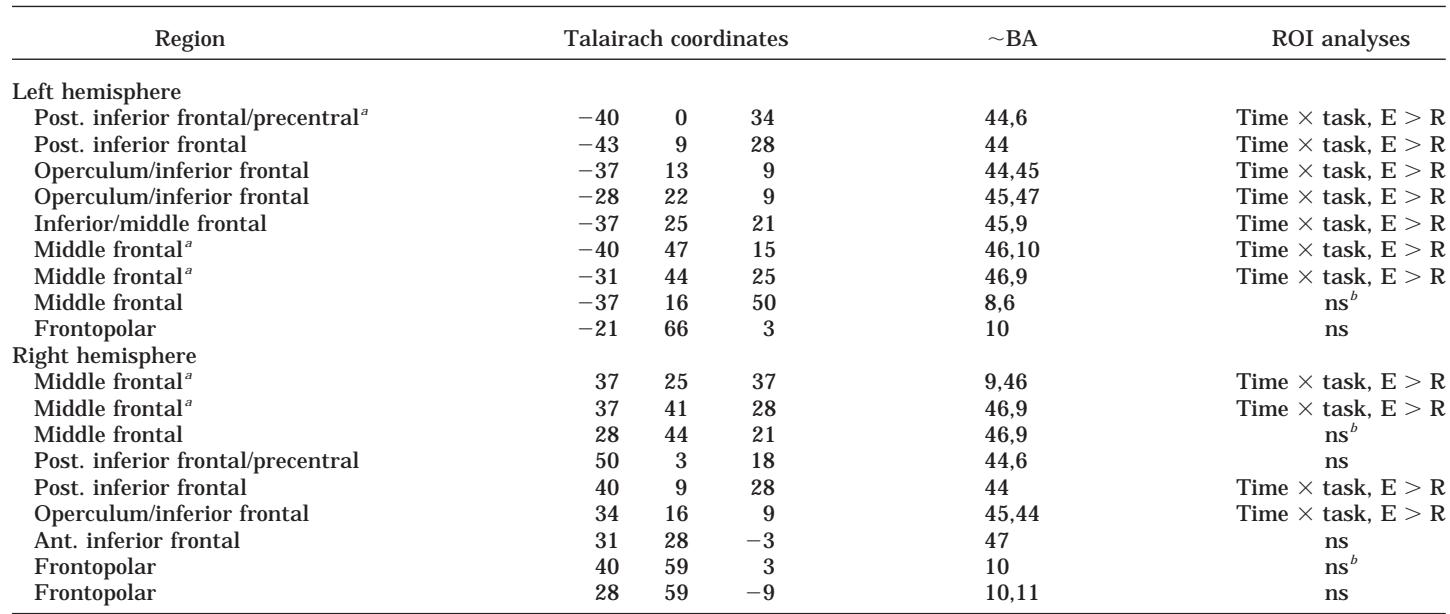 Region Talairach coordinates ~BA ROI analyses
Left hemisphere
Post. inferior frontal/precentral^a −40 0 34 44,6 Time × task, E > R
Post. inferior frontal −43 9 28 44 Time × task, E > R
Operculum/inferior frontal −37 13 9 44,45 Time × task, E > R
Operculum/inferior frontal −28 22 9 45,47 Time × task, E > R
Inferior/middle frontal −37 25 21 45,9 Time × task, E > R
Middle frontal^a −40 47 15 46,10 Time × task, E > R
Middle frontal^a −31 44 25 46,9 Time × task, E > R
Middle frontal −37 16 50 8,6 ns^b
Frontopolar −21 66 3 10 ns
Right hemisphere
Middle frontal^a 37 25 37 9,46 Time × task, E > R
Middle frontal^a 37 41 28 46,9 Time × task, E > R
Middle frontal 28 44 21 46,9 ns^b
Post. inferior frontal/precentral 50 3 18 44,6 ns
Post. inferior frontal 40 9 28 44 Time × task, E > R
Operculum/inferior frontal 34 16 9 45,44 Time × task, E > R
Ant. inferior frontal 31 28 −3 47 ns
Frontopolar 40 59 3 10 ns^b
Frontopolar 28 59 −9 10,11 ns